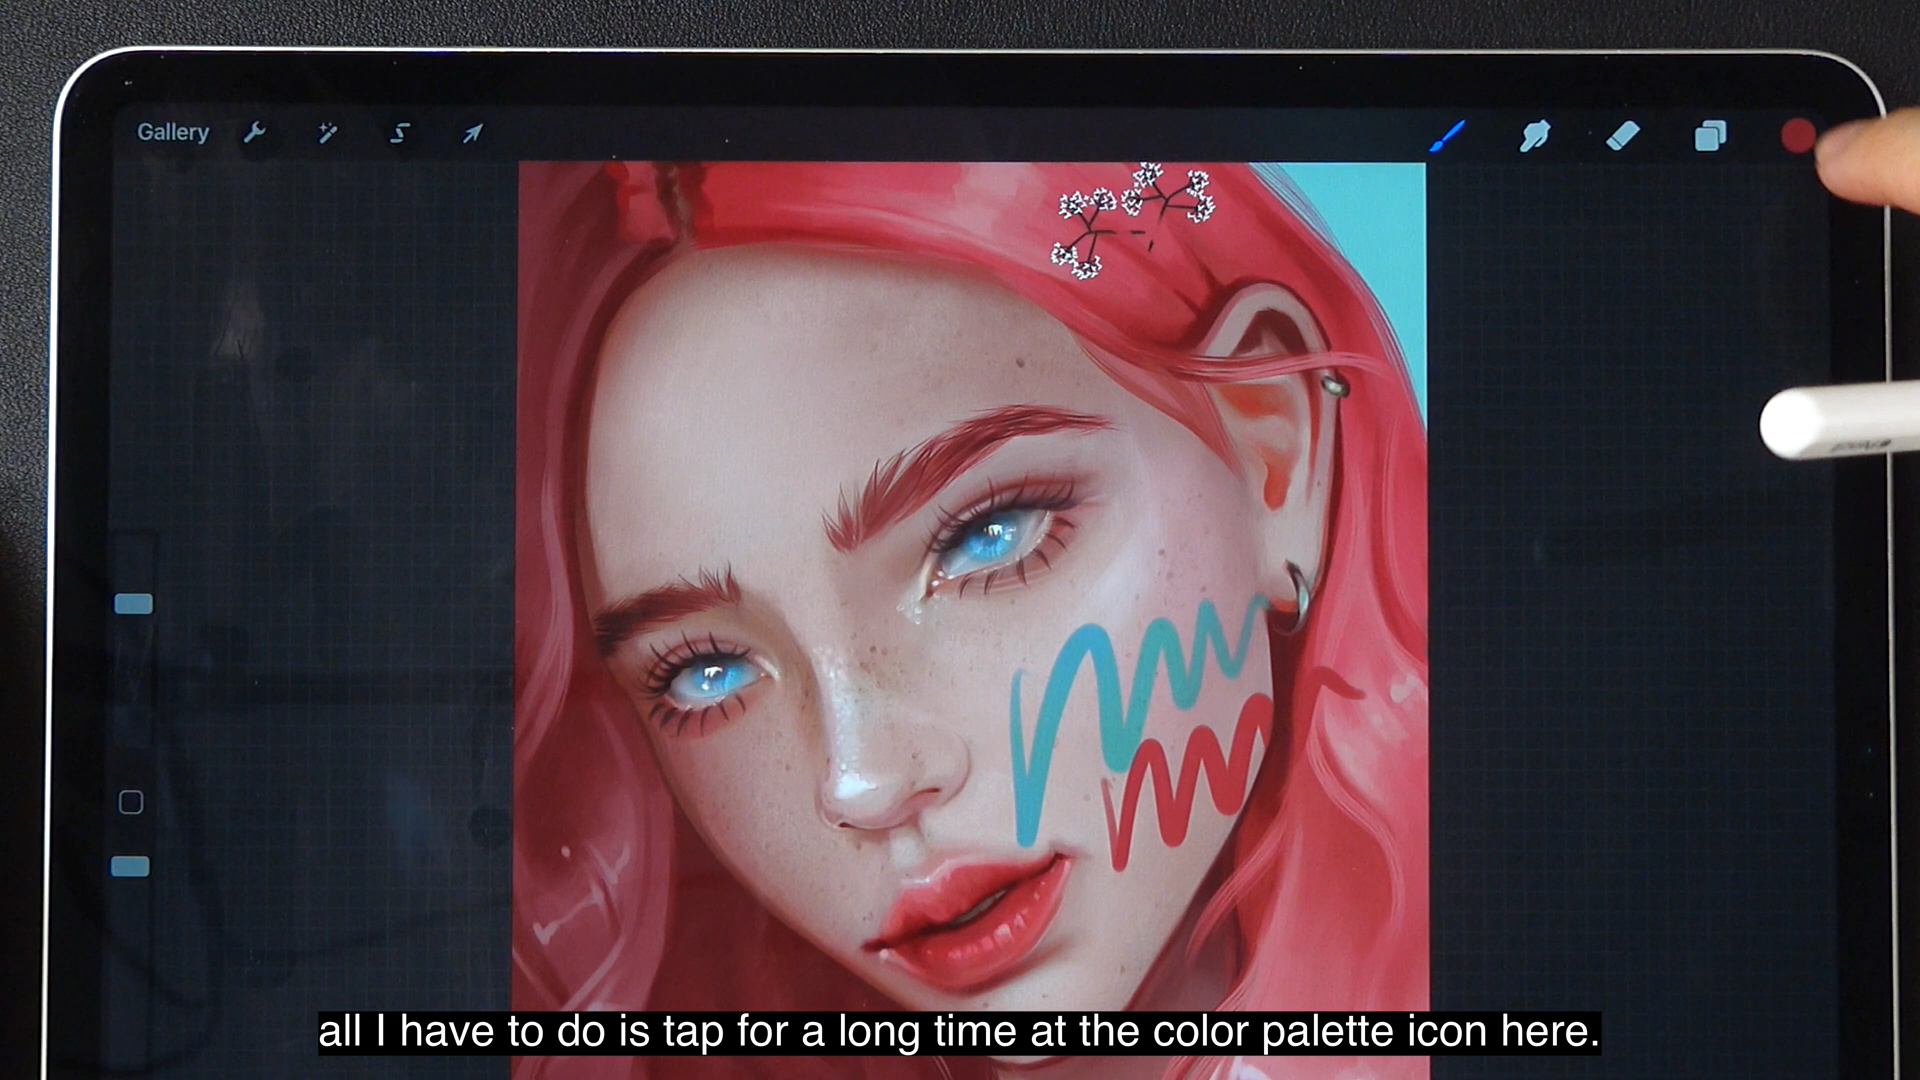 Gallery
all I have to do is tap for a long time at the color palette icon here.